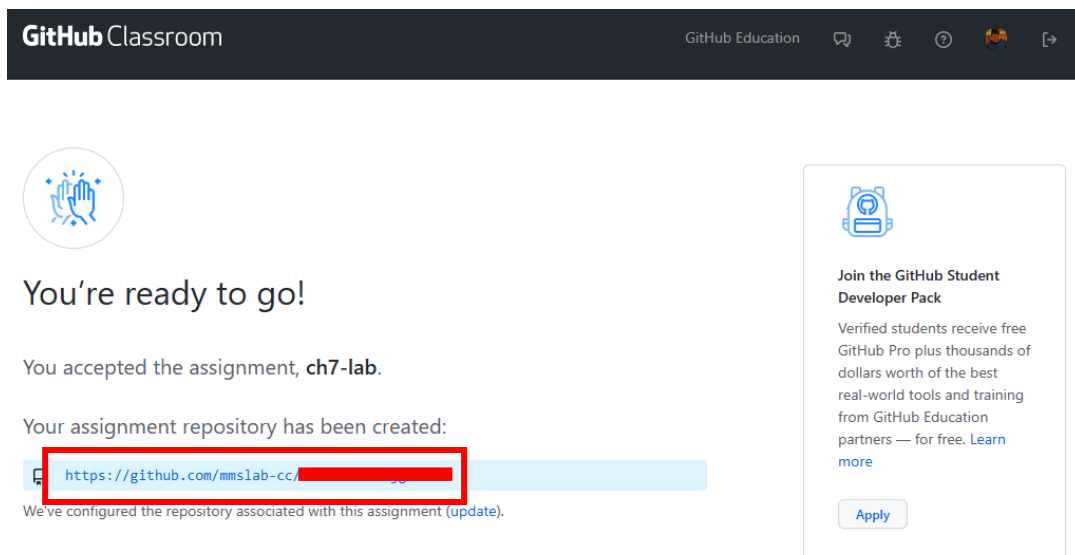 GitHub Classroom
GitHub Education
You're ready to go!
You accepted the assignment, ch7-lab.
Your assignment repository has been created:
https://github.com/mmslab-cc/
We've configured the repository associated with this assignment (update).
Join the GitHub Student
Developer Pack
Verified students receive free
GitHub Pro plus thousands of
dollars worth of the best
real-world tools and training
from GitHub Education
partners — for free. Learn
more
Apply